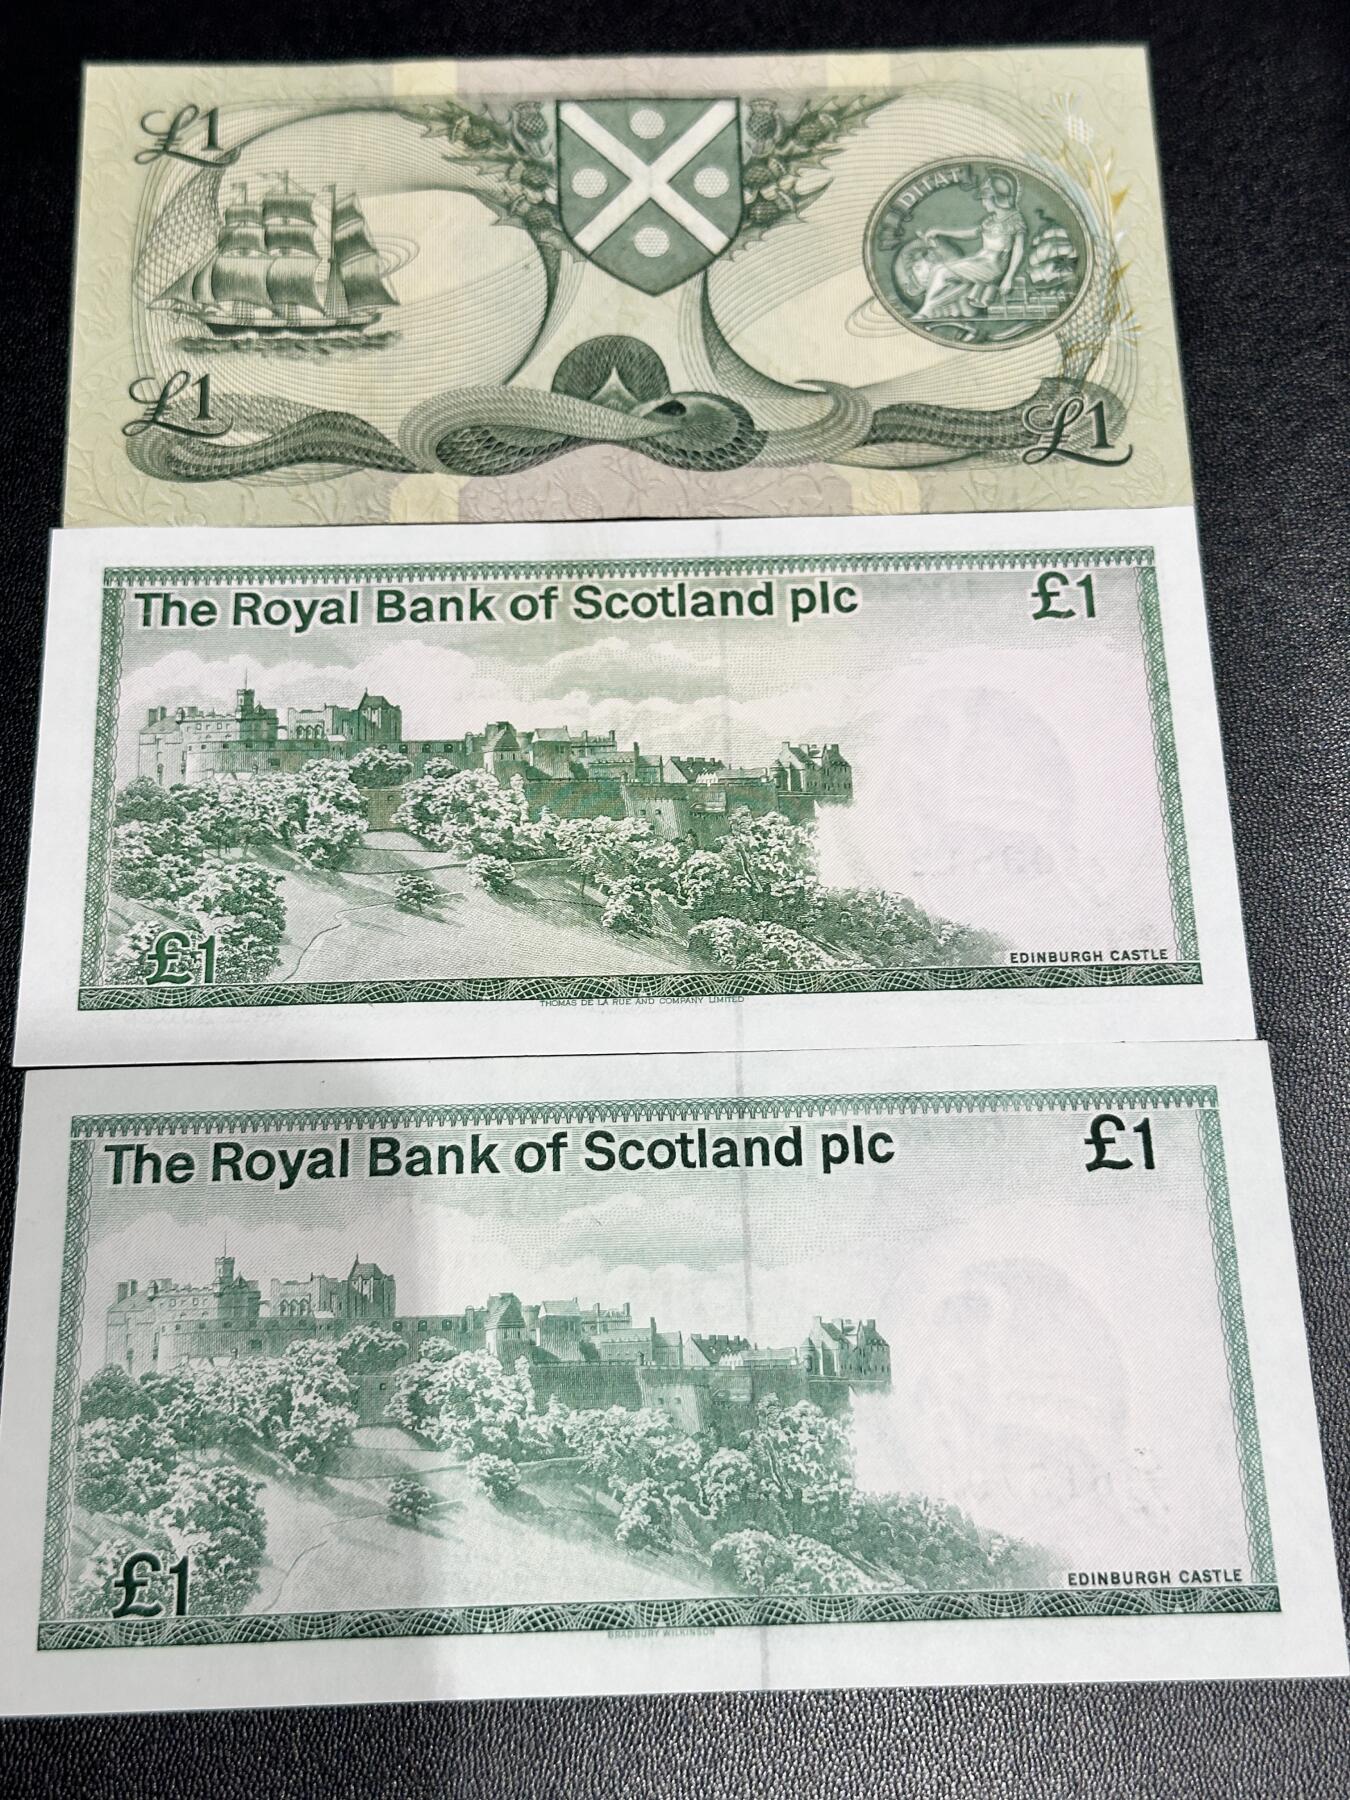 £1
DITAT
£1
£1
The Royal Bank of Scotland plc
£1
£1
EDINBURGH CASTLE
THOMAS DE LA RUE AND COMPANY LIMITED
The Royal Bank of Scotland plc
£1
£1
EDINBURGH CASTLE
BRADBURY WILKINSON